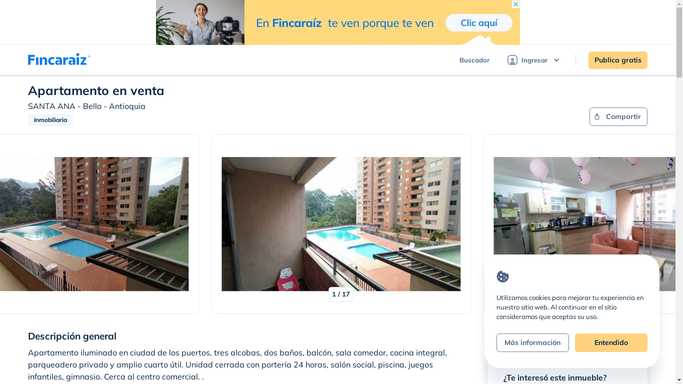 En Fincaraíz te ven porque te ven
Clic aquí
Fincaraiz
Buscador
Ingresar
Publica gratis
Apartamento en venta
SANTA ANA - Bello - Antioquia
Inmobiliaria
Compartir
1 / 17
Descripción general
Apartamento iluminado en ciudad de los puertos, tres alcobas, dos baños, balcón, sala comedor, cocina integral,
parqueadero privado y amplio cuarto útil. Unidad cerrada con portería 24 horas, salón social, piscina, juegos
infantiles, gimnasio. Cerca al centro comercial. .
Utilizamos cookies para mejorar tu experiencia en
nuestro sitio web. Al continuar en el sitio
consideramos que aceptas su uso.
Más información
Entendido
¿Te interesó este inmueble?